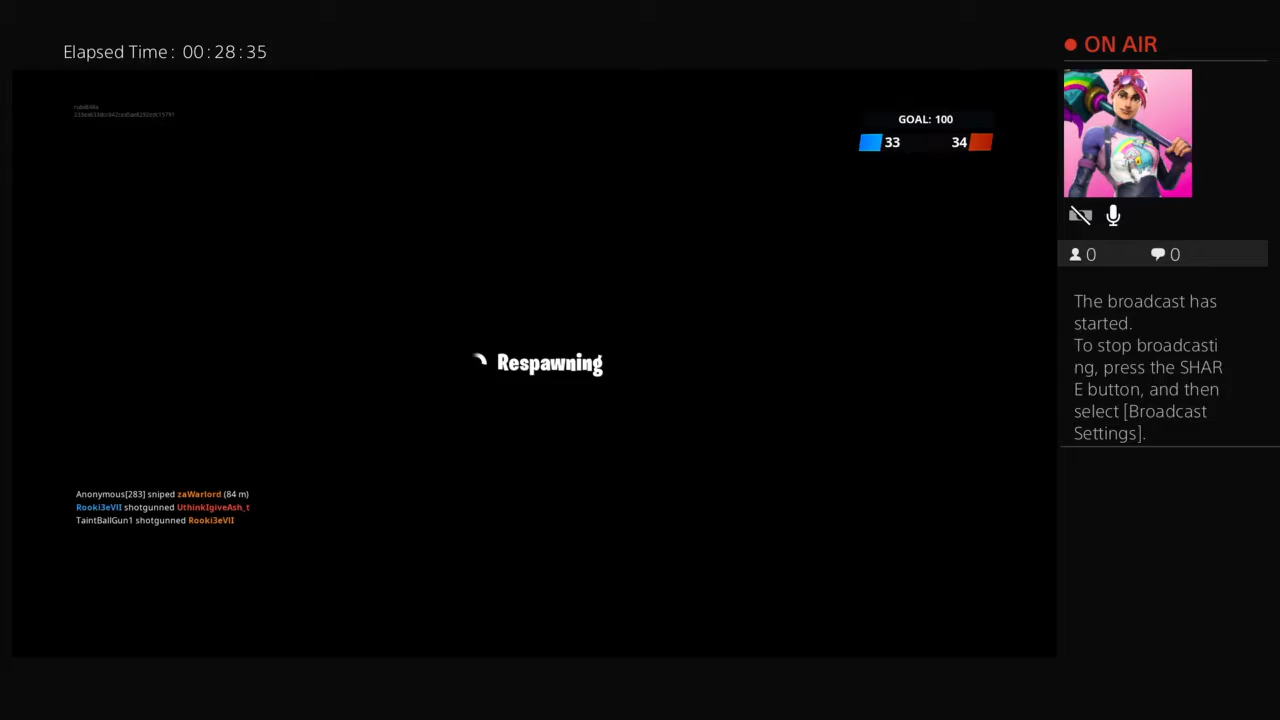 Elapsed Time: 00:28:35
ON AIR
GOAL: 100
33 34
0 0
The broadcast has
started.
To stop broadcasti
ng, press the SHAR
E button, and then
select [Broadcast
Settings].
Respawning
Anonymous[283] sniped zaWarlord (84 m)
Rooki3eVII shotgunned UthinkIgiveAsh_t
TaintBallGun1 shotgunned Rooki3eVII